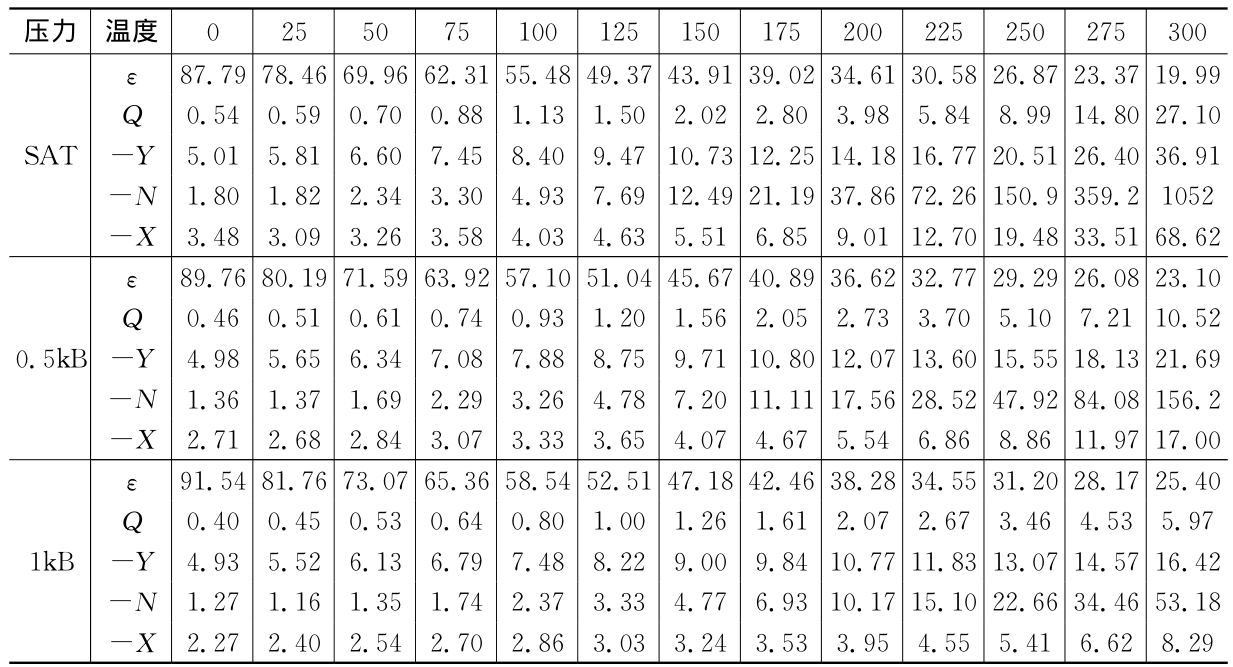 压力 温度 0 25 50 75 100 125 150 175 200 225 250 275 300
ε 87.79 78.46 69.96 62.31 55.48 49.37 43.91 39.02 34.61 30.58 26.87 23.37 19.99
Q 0.54 0.59 0.70 0.88 1.13 1.50 2.02 2.80 3.98 5.84 8.99 14.80 27.10
SAT −Y 5.01 5.81 6.60 7.45 8.40 9.47 10.73 12.25 14.18 16.77 20.51 26.40 36.91
−N 1.80 1.82 2.34 3.30 4.93 7.69 12.49 21.19 37.86 72.26 150.9 359.2 1052
−X 3.48 3.09 3.26 3.58 4.03 4.63 5.51 6.85 9.01 12.70 19.48 33.51 68.62
ε 89.76 80.19 71.59 63.92 57.10 51.04 45.67 40.89 36.62 32.77 29.29 26.08 23.10
Q 0.46 0.51 0.61 0.74 0.93 1.20 1.56 2.05 2.73 3.70 5.10 7.21 10.52
0.5kB −Y 4.98 5.65 6.34 7.08 7.88 8.75 9.71 10.80 12.07 13.60 15.55 18.13 21.69
−N 1.36 1.37 1.69 2.29 3.26 4.78 7.20 11.11 17.56 28.52 47.92 84.08 156.2
−X 2.71 2.68 2.84 3.07 3.33 3.65 4.07 4.67 5.54 6.86 8.86 11.97 17.00
ε 91.54 81.76 73.07 65.36 58.54 52.51 47.18 42.46 38.28 34.55 31.20 28.17 25.40
Q 0.40 0.45 0.53 0.64 0.80 1.00 1.26 1.61 2.07 2.67 3.46 4.53 5.97
1kB −Y 4.93 5.52 6.13 6.79 7.48 8.22 9.00 9.84 10.77 11.83 13.07 14.57 16.42
−N 1.27 1.16 1.35 1.74 2.37 3.33 4.77 6.93 10.17 15.10 22.66 34.46 53.18
−X 2.27 2.40 2.54 2.70 2.86 3.03 3.24 3.53 3.95 4.55 5.41 6.62 8.29